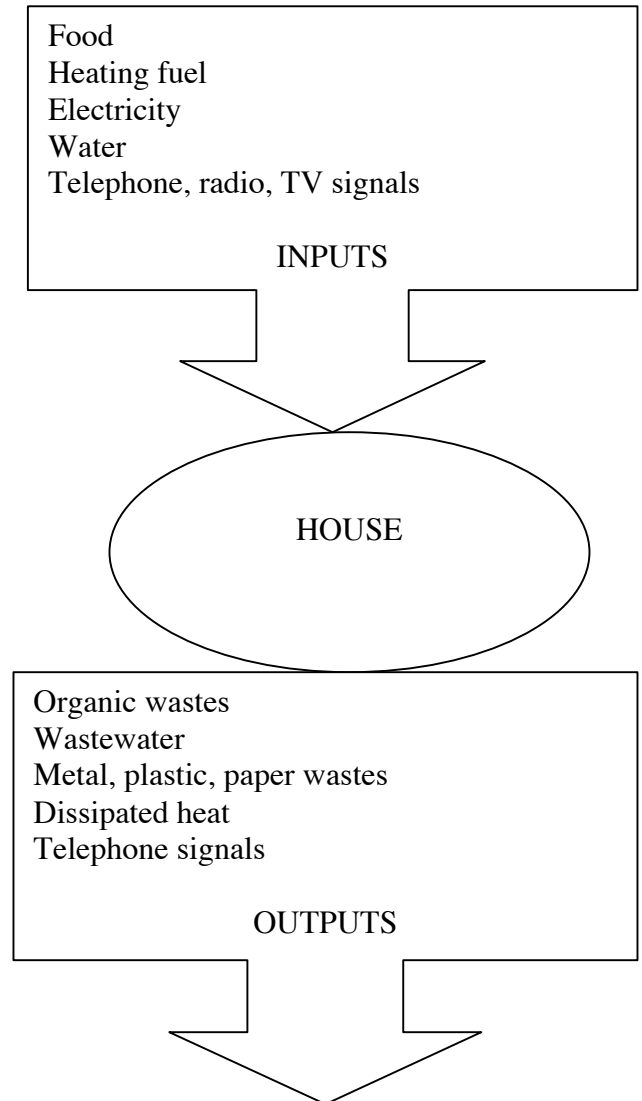 Food
Heating fuel
Electricity
Water
Telephone, radio, TV signals
INPUTS
HOUSE
Organic wastes
Wastewater
Metal, plastic, paper wastes
Dissipated heat
Telephone signals
OUTPUTS